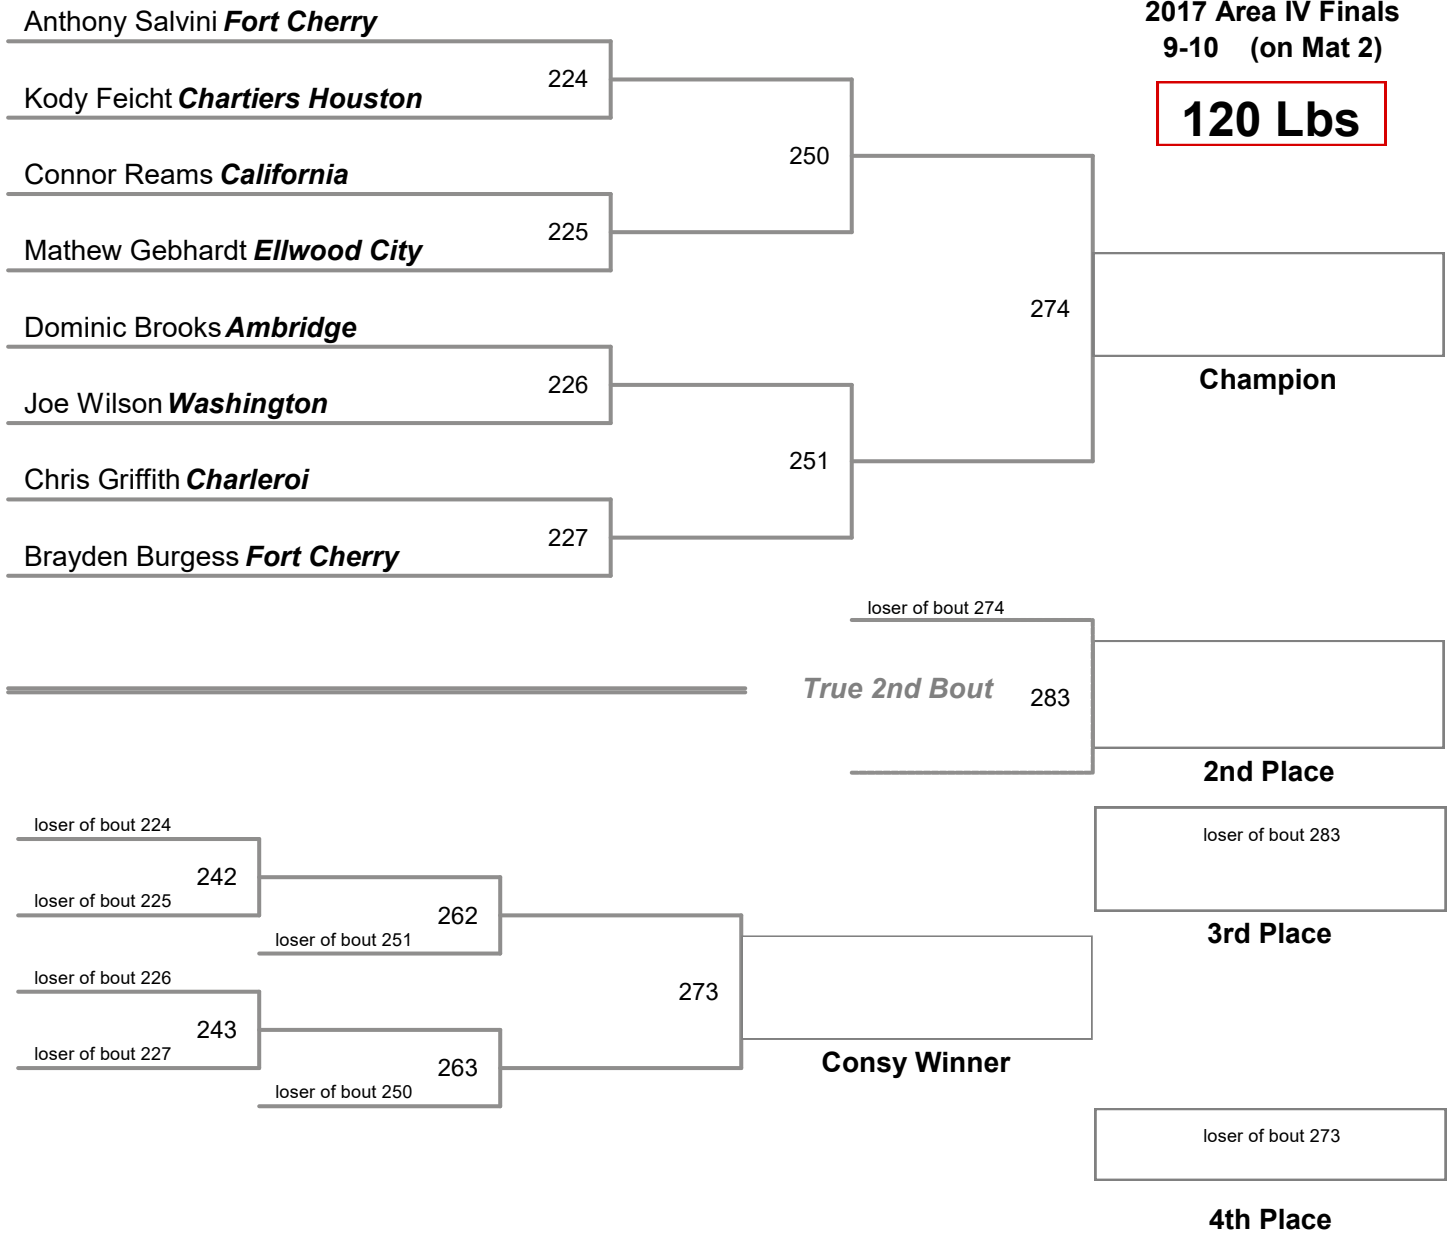 Anthony Salvini Fort Cherry
2017 Area IV Finals
9-10 (on Mat 2)
224
Kody Feicht Chartiers Houston
120 Lbs
250
Connor Reams California
225
Mathew Gebhardt Ellwood City
274
Dominic Brooks Ambridge
226
Champion
Joe Wilson Washington
251
Chris Griffith Charleroi
227
Brayden Burgess Fort Cherry
loser of bout 274
True 2nd Bout
283
2nd Place
loser of bout 224
loser of bout 283
242
loser of bout 225
262
loser of bout 251
3rd Place
loser of bout 226
273
243
loser of bout 227
263
Consy Winner
loser of bout 250
loser of bout 273
4th Place